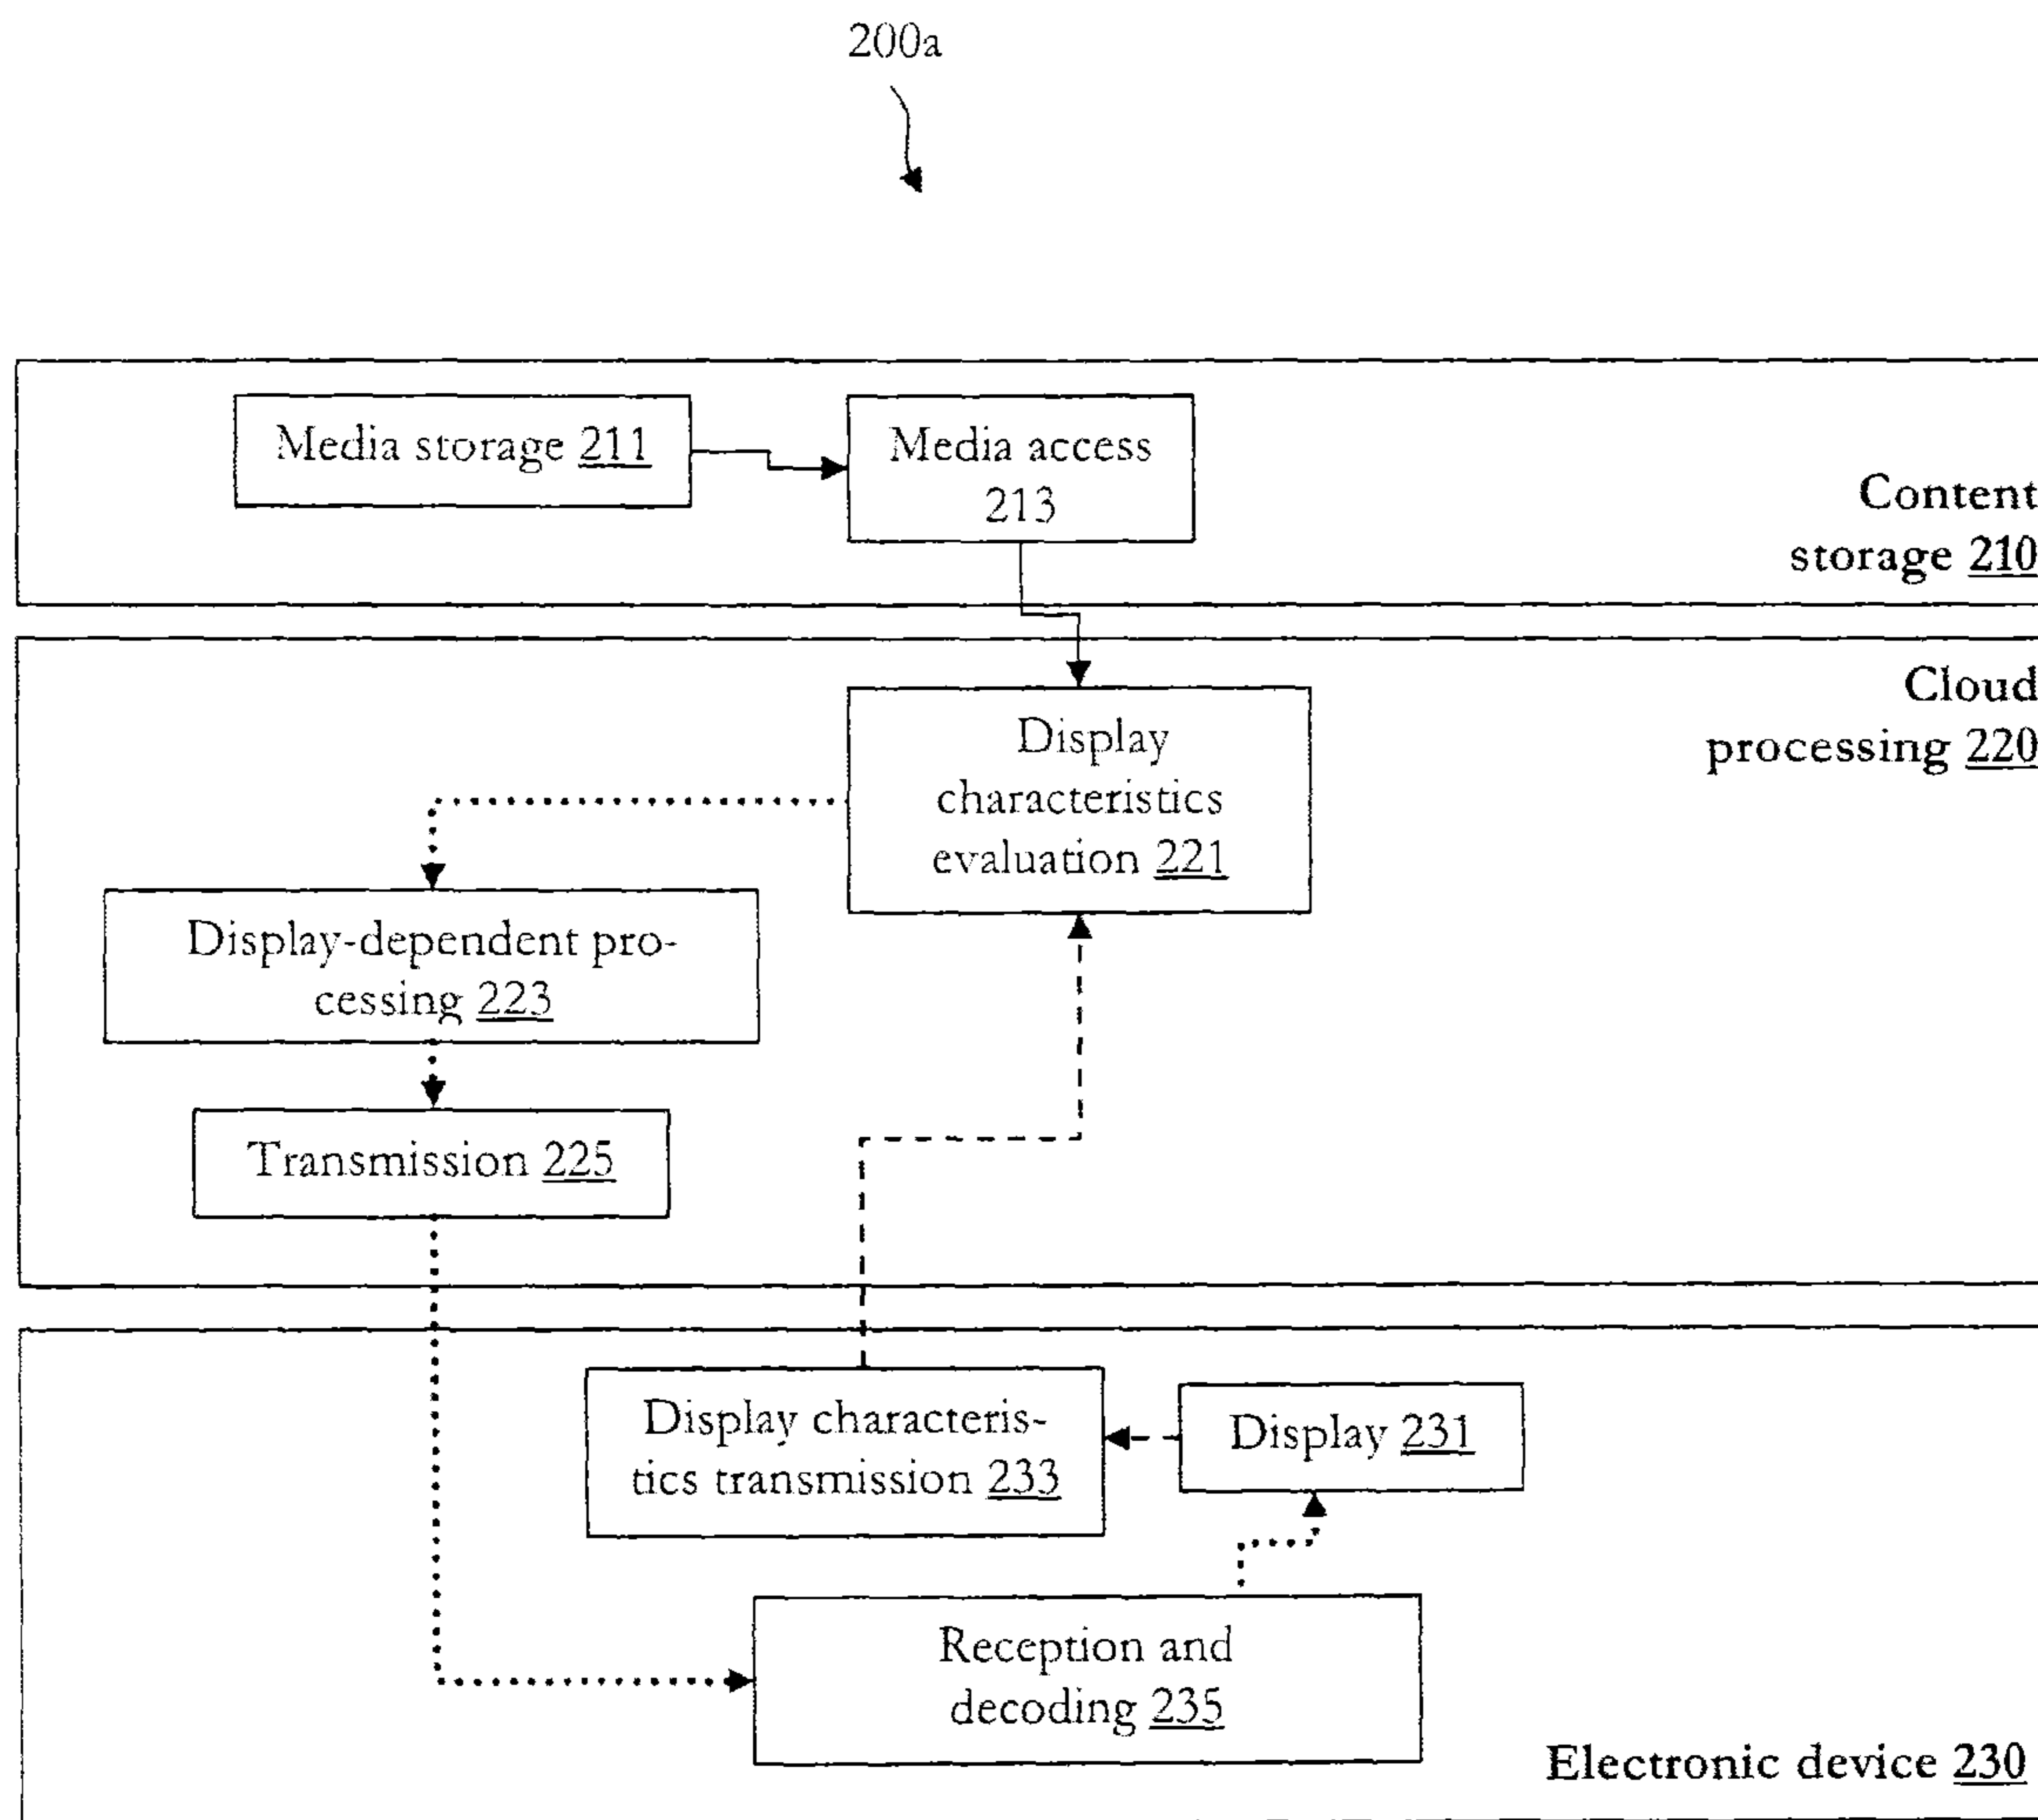 200a
Media storage 211
Media access
213
Content
storage 210
Cloud
processing 220
Display
characteristics
evaluation 221
Display-dependent pro-
cessing 223
Transmission 225
Display characteris-
tics transmission 233
Display 231
Reception and
decoding 235
Electronic device 230